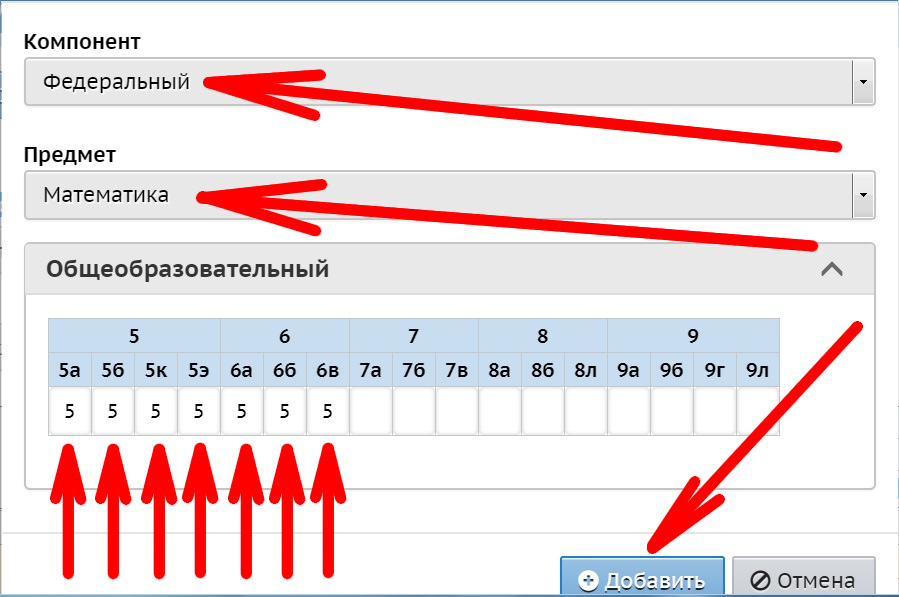 Компонент
Федеральный
Предмет
Математика
Общеобразовательный
5 6 7 8 9
5а 5б 5к 5э 6а 6б 6в 7а 7б 7в 8а 8б 8л 9а 9б 9г 9л
5 5 5 5 5 5 5
Добавить Отмена